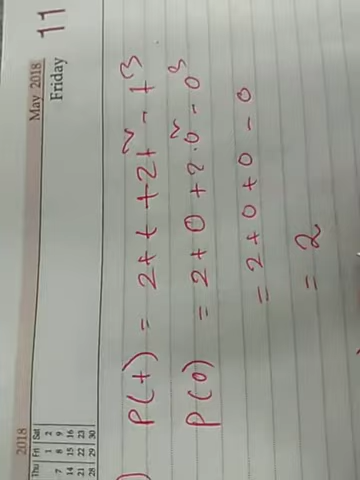 2018
Thu Fri Sat
1 2
7 8 9
14 15 16
21 22 23
28 29 30
May 2018
Friday
11
) P(t) = 2 + t + 2t² - t³
P(0) = 2 + 0 + 2·0² - 0³
= 2 + 0 + 0 - 0
= 2